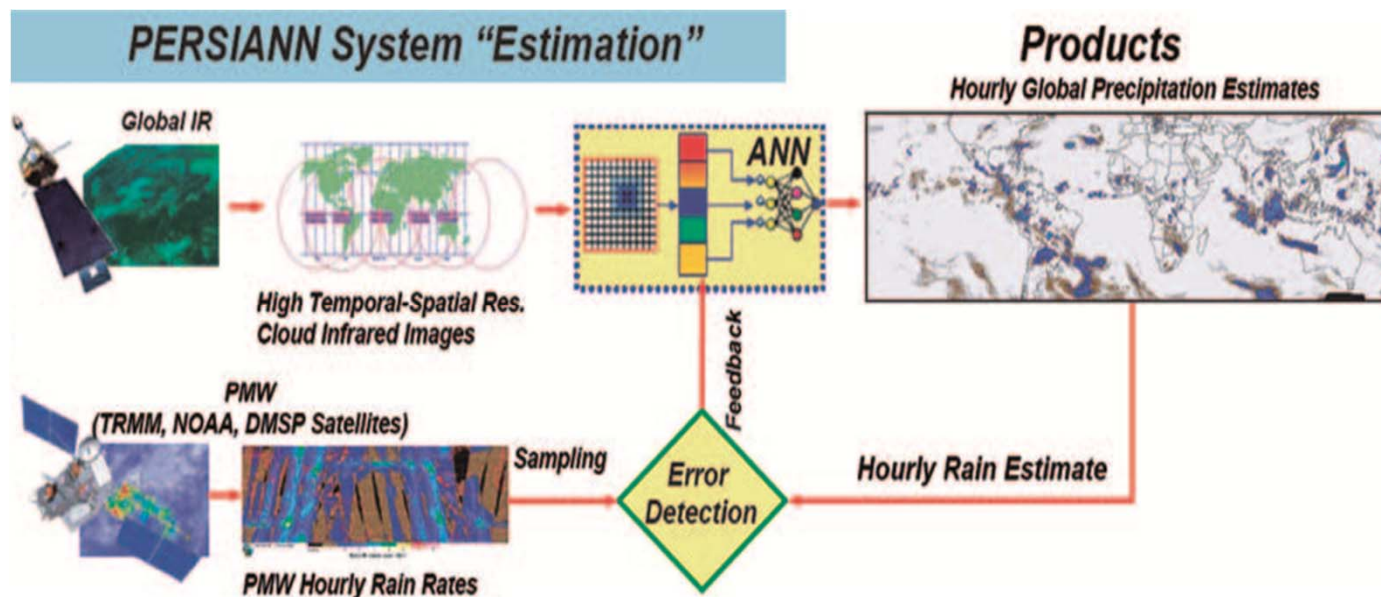 PERSIANN System “Estimation”
Products
Hourly Global Precipitation Estimates
Global IR
ANN
High Temporal-Spatial Res.
Cloud Infrared Images
Feedback
PMW
(TRMM, NOAA, DMSP Satellites)
Sampling
Error
Detection
Hourly Rain Estimate
PMW Hourly Rain Rates